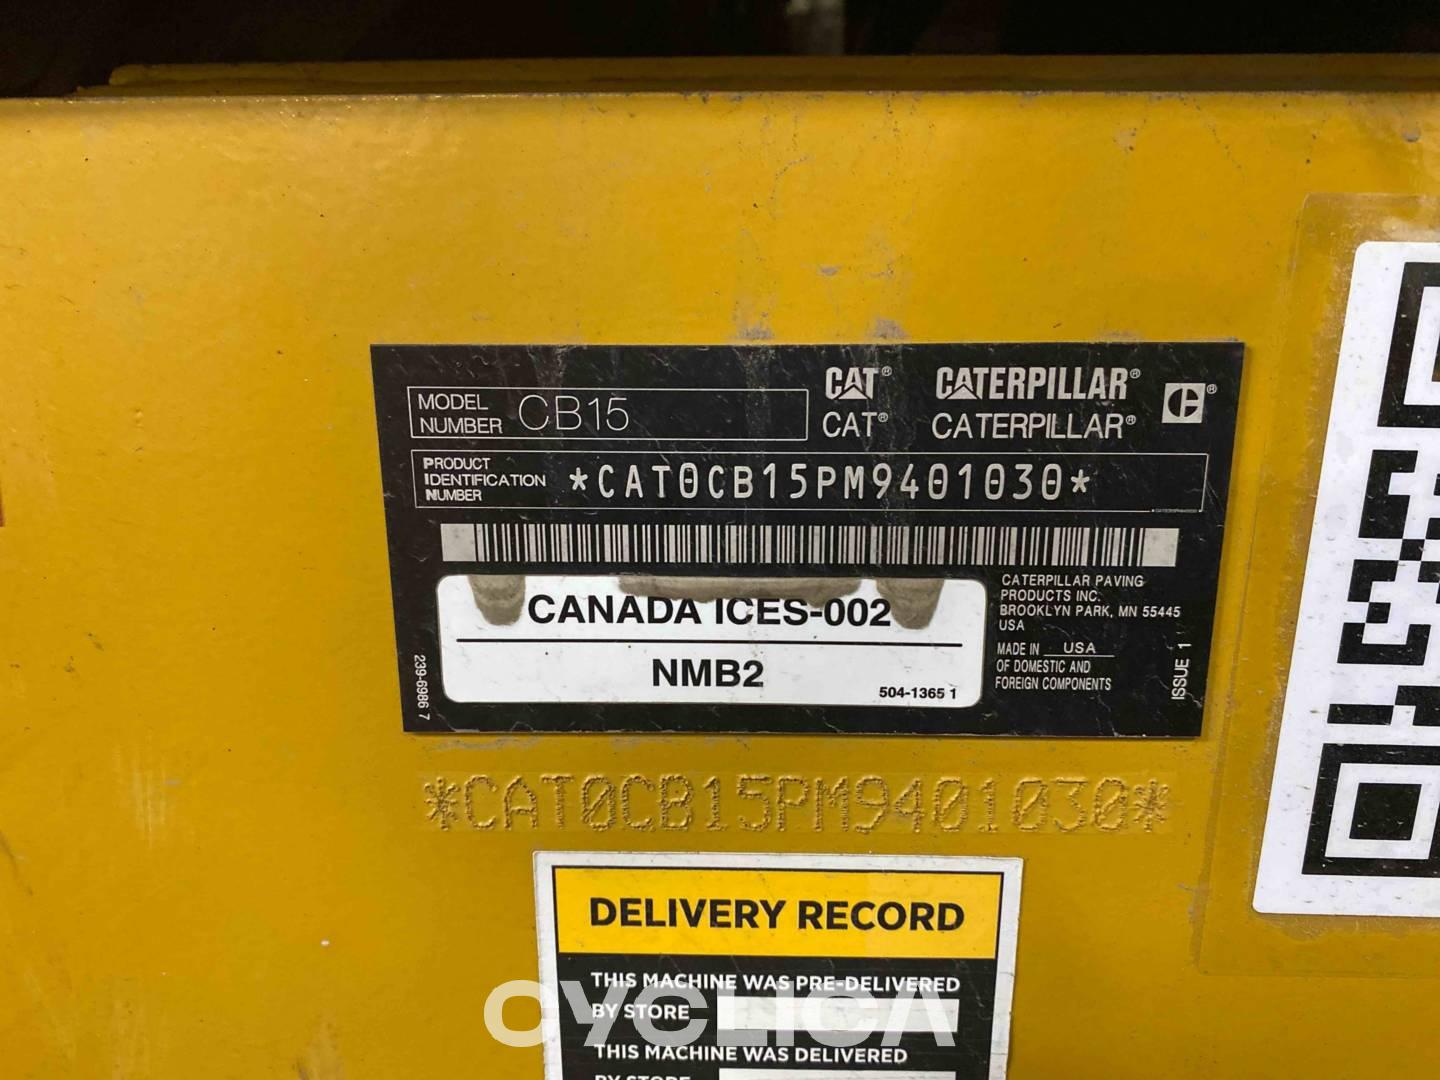 MODEL
NUMBER CB15
CAT® CATERPILLAR®
CAT® CATERPILLAR®
PRODUCT
IDENTIFICATION
NUMBER *CAT0CB15PM9401030*
CANADA ICES-002
NMB2
504-1365 1
CATERPILLAR PAVING
PRODUCTS INC.
BROOKLYN PARK, MN 55445
USA
MADE IN USA
OF DOMESTIC AND
FOREIGN COMPONENTS
ISSUE 1
239-6986 7
*CAT0CB15PM9401030*
DELIVERY RECORD
THIS MACHINE WAS PRE-DELIVERED
BY STORE
CYCLICA
THIS MACHINE WAS DELIVERED
BY STORE